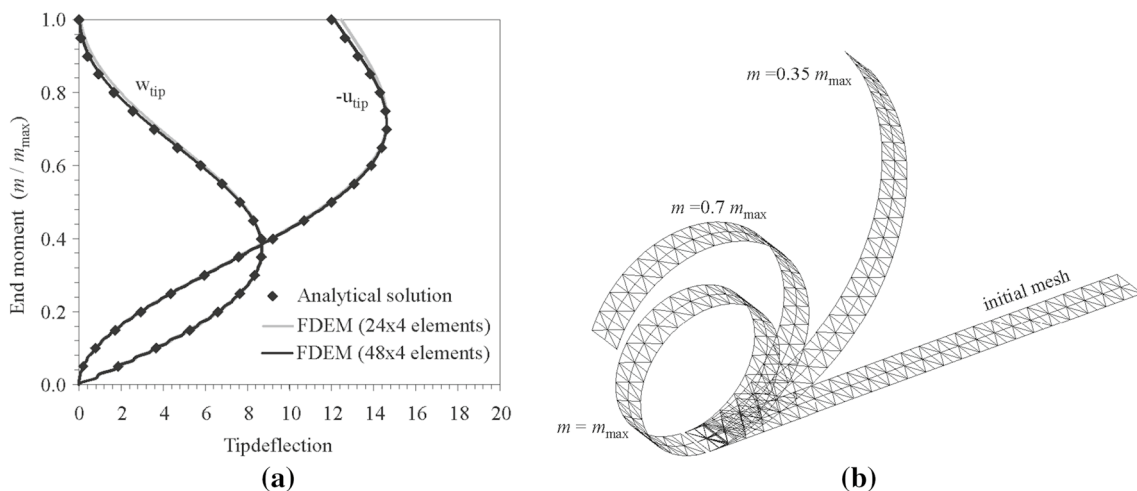 1.0
0.8
0.6
0.4
0.2
0.0
End moment (m / mmax)
wtip
-utip
Analytical solution
FDEM (24x4 elements)
FDEM (48x4 elements)
0 2 4 6 8 10 12 14 16 18 20
Tipdeflection
(a)
m =0.35 mmax
m =0.7 mmax
initial mesh
m = mmax
(b)